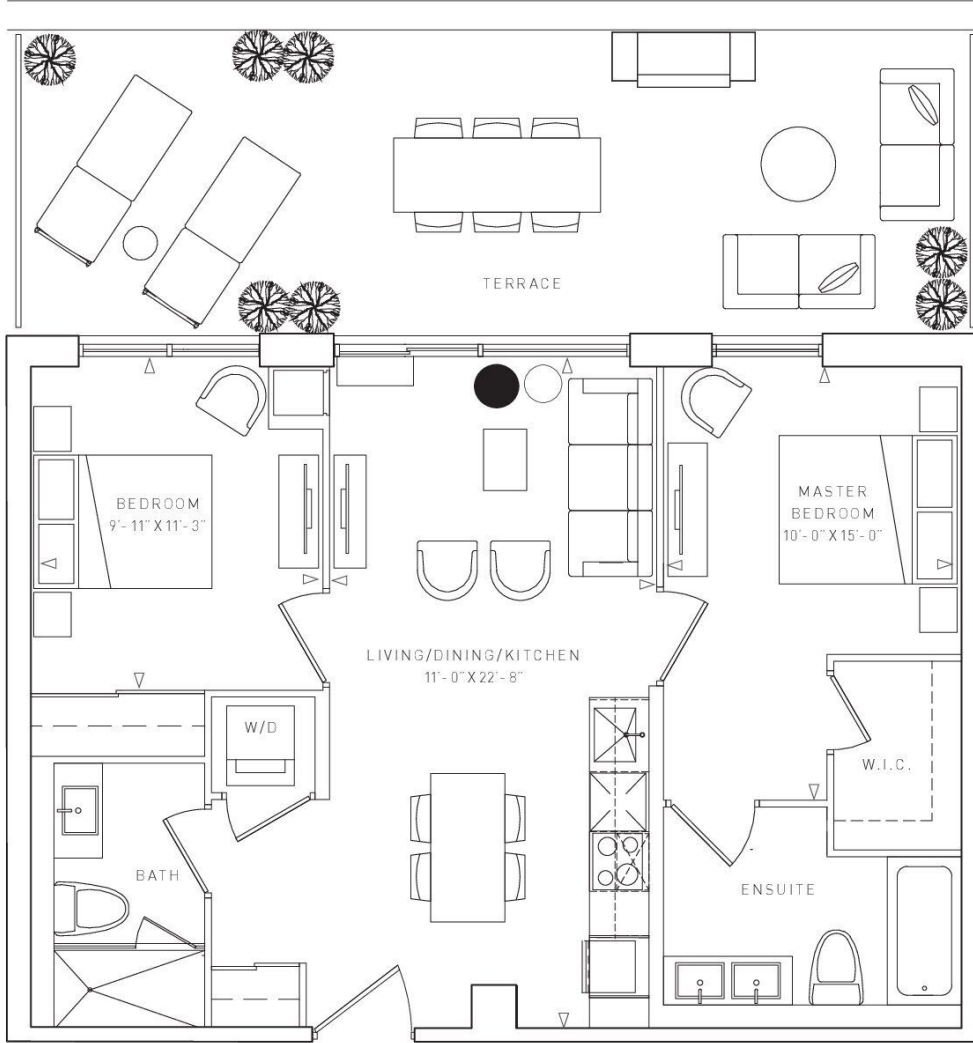 TERRACE
BEDROOM
9'-11" X 11'-3"
MASTER
BEDROOM
10'-0" X 15'-0"
LIVING/DINING/KITCHEN
11'-0" X 22'-8"
W/D
W.I.C.
BATH
ENSUITE